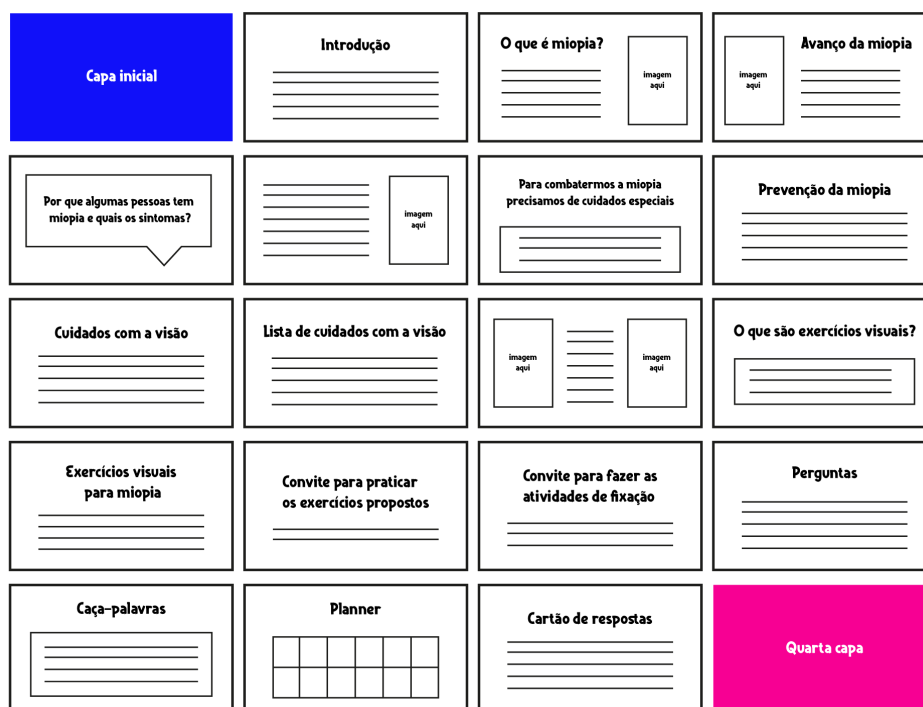 Capa inicial
Introdução
O que é miopia?
imagem
aqui
Avanço da miopia
imagem
aqui
Por que algumas pessoas tem
miopia e quais os sintomas?
imagem
aqui
Para combatermos a miopia
precisamos de cuidados especiais
Prevenção da miopia
Cuidados com a visão
Lista de cuidados com a visão
imagem
aqui
imagem
aqui
O que são exercícios visuais?
Exercícios visuais
para miopia
Convite para praticar
os exercícios propostos
Convite para fazer as
atividades de fixação
Perguntas
Caça-palavras
Planner
Cartão de respostas
Quarta capa